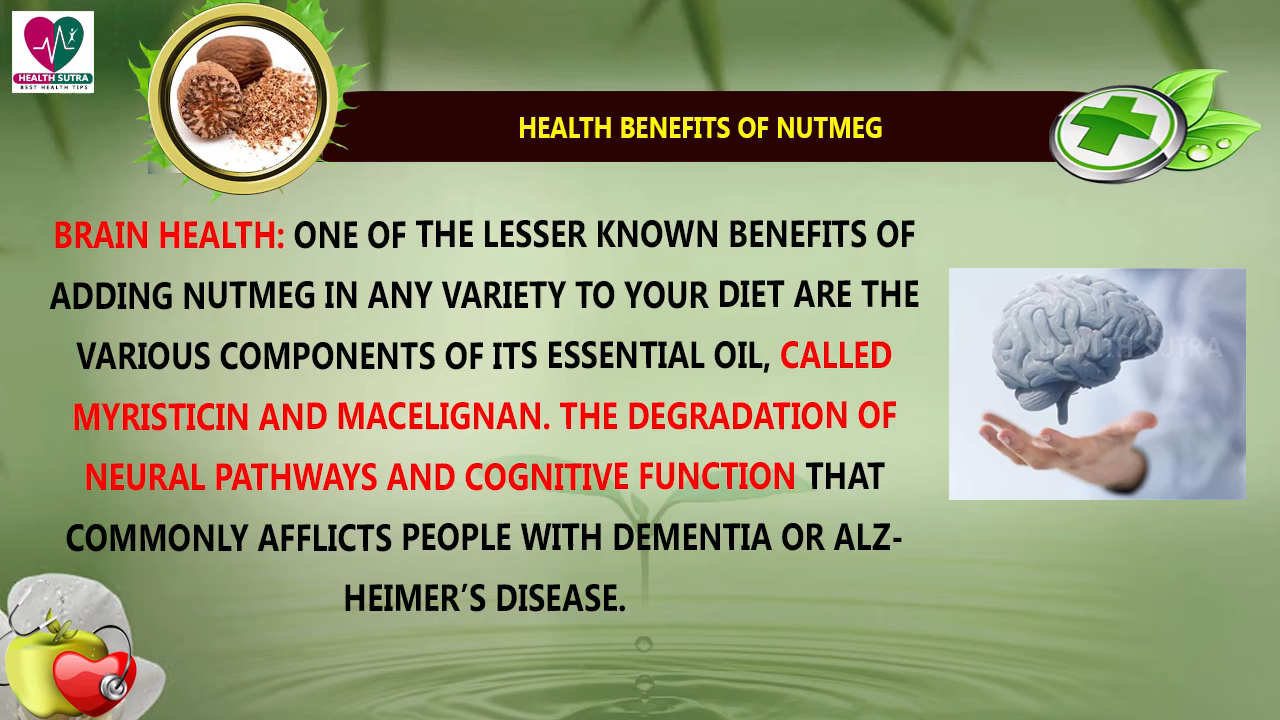 HEALTH SUTRA
BEST HEALTH TIPS
HEALTH BENEFITS OF NUTMEG
BRAIN HEALTH: ONE OF THE LESSER KNOWN BENEFITS OF
ADDING NUTMEG IN ANY VARIETY TO YOUR DIET ARE THE
VARIOUS COMPONENTS OF ITS ESSENTIAL OIL, CALLED
MYRISTICIN AND MACELIGNAN. THE DEGRADATION OF
NEURAL PATHWAYS AND COGNITIVE FUNCTION THAT
COMMONLY AFFLICTS PEOPLE WITH DEMENTIA OR ALZ-
HEIMER’S DISEASE.
HEALTH SUTRA